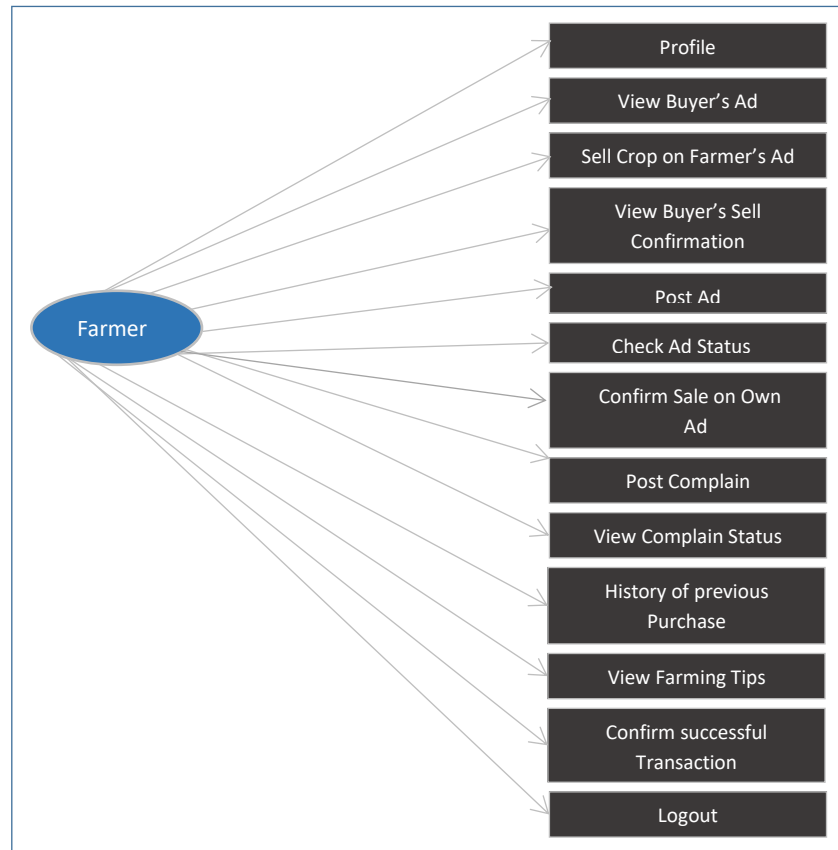 Profile
View Buyer’s Ad
Sell Crop on Farmer’s Ad
View Buyer’s Sell
Confirmation
Post Ad
Farmer
Check Ad Status
Confirm Sale on Own
Ad
Post Complain
View Complain Status
History of previous
Purchase
View Farming Tips
Confirm successful
Transaction
Logout